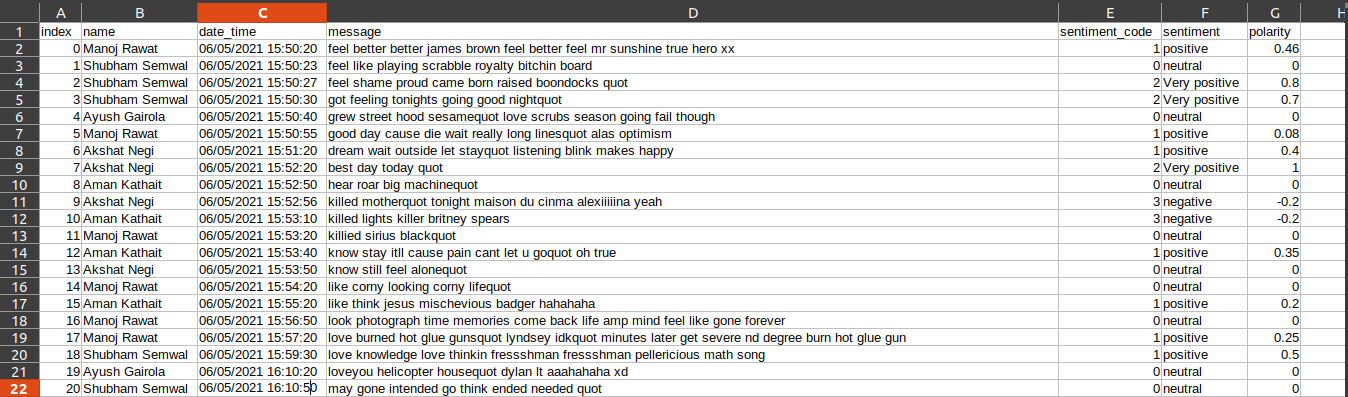 A B C D E F G H
1 index name date_time message sentiment_code sentiment polarity
2 0 Manoj Rawat 06/05/2021 15:50:20 feel better better james brown feel better feel mr sunshine true hero xx 1 positive 0.46
3 1 Shubham Semwal 06/05/2021 15:50:23 feel like playing scrabble royalty bitchin board 0 neutral 0
4 2 Shubham Semwal 06/05/2021 15:50:27 feel shame proud came born raised boondocks quot 2 Very positive 0.8
5 3 Shubham Semwal 06/05/2021 15:50:30 got feeling tonights going good nightquot 2 Very positive 0.7
6 4 Ayush Gairola 06/05/2021 15:50:40 grew street hood sesamequot love scrubs season going fail though 0 neutral 0
7 5 Manoj Rawat 06/05/2021 15:50:55 good day cause die wait really long linesquot alas optimism 1 positive 0.08
8 6 Akshat Negi 06/05/2021 15:51:20 dream wait outside let stayquot listening blink makes happy 1 positive 0.4
9 7 Akshat Negi 06/05/2021 15:52:20 best day today quot 2 Very positive 1
10 8 Aman Kathait 06/05/2021 15:52:50 hear roar big machinequot 0 neutral 0
11 9 Akshat Negi 06/05/2021 15:52:56 killed motherquot tonight maison du cinma alexiiiiina yeah 3 negative -0.2
12 10 Aman Kathait 06/05/2021 15:53:10 killed lights killer britney spears 3 negative -0.2
13 11 Manoj Rawat 06/05/2021 15:53:20 killied sirius blackquot 0 neutral 0
14 12 Aman Kathait 06/05/2021 15:53:40 know stay itll cause pain cant let u goquot oh true 1 positive 0.35
15 13 Akshat Negi 06/05/2021 15:53:50 know still feel alonequot 0 neutral 0
16 14 Manoj Rawat 06/05/2021 15:54:20 like corny looking corny lifequot 0 neutral 0
17 15 Aman Kathait 06/05/2021 15:55:20 like think jesus mischevious badger hahahaha 1 positive 0.2
18 16 Manoj Rawat 06/05/2021 15:56:50 look photograph time memories come back life amp mind feel like gone forever 0 neutral 0
19 17 Manoj Rawat 06/05/2021 15:57:20 love burned hot glue gunsquot lyndsey idkquot minutes later get severe nd degree burn hot glue gun 1 positive 0.25
20 18 Shubham Semwal 06/05/2021 15:59:30 love knowledge love thinkin fressshman fressshman pellericious math song 1 positive 0.5
21 19 Ayush Gairola 06/05/2021 16:10:20 loveyou helicopter housequot dylan lt aaahahaha xd 0 neutral 0
22 20 Shubham Semwal 06/05/2021 16:10:50 may gone intended go think ended needed quot 0 neutral 0